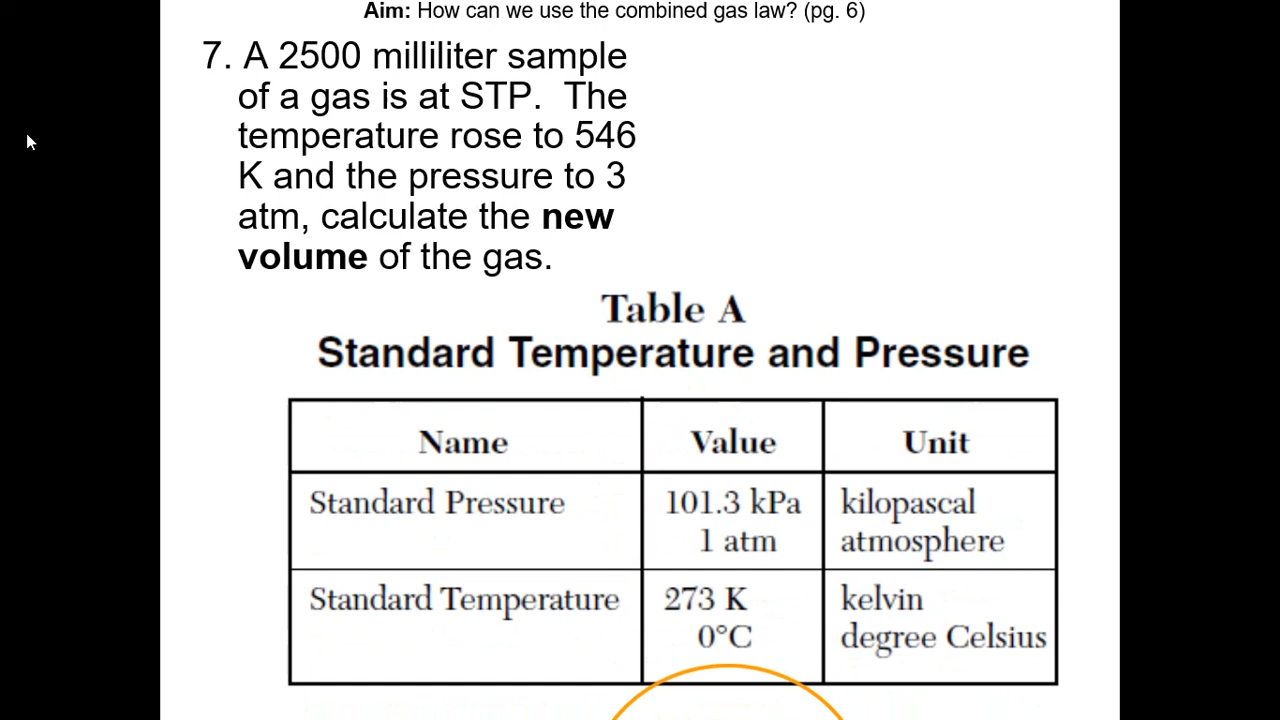 Aim: How can we use the combined gas law? (pg. 6)
7. A 2500 milliliter sample
of a gas is at STP.  The
temperature rose to 546
K and the pressure to 3
atm, calculate the new
volume of the gas.
Table A
Standard Temperature and Pressure
Name Value Unit
Standard Pressure 101.3 kPa kilopascal
1 atm atmosphere
Standard Temperature 273 K kelvin
0°C degree Celsius